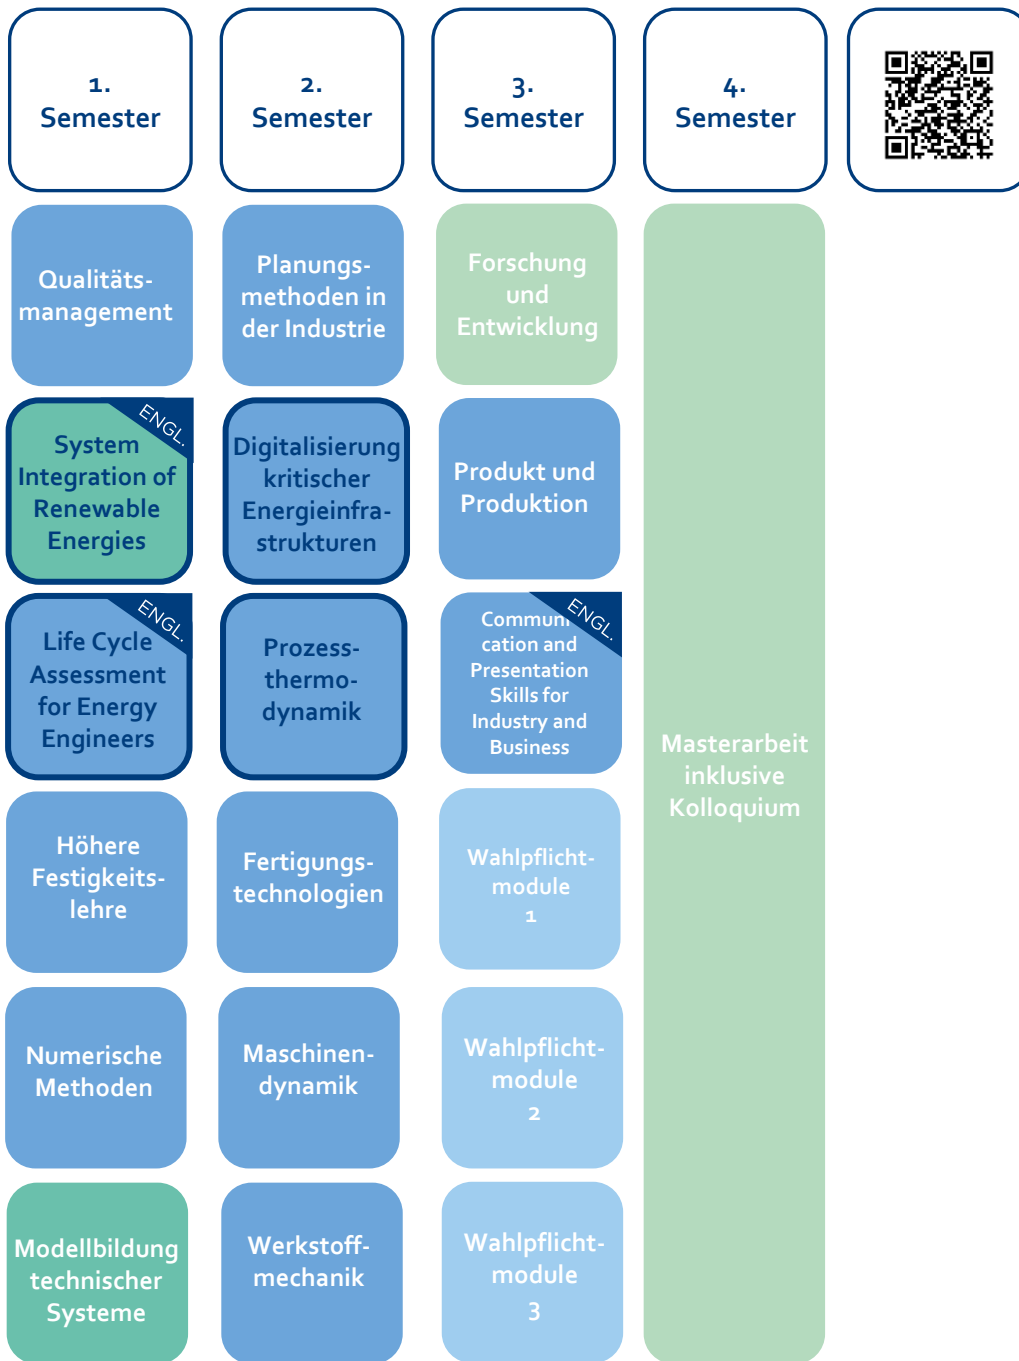 1.
Semester
2.
Semester
3.
Semester
4.
Semester
Qualitäts-
management
Planungs-
methoden in
der Industrie
Forschung
und
Entwicklung
ENGL.
System
Integration of
Renewable
Energies
Digitalisierung
kritischer
Energieinfra-
strukturen
Produkt und
Produktion
ENGL.
Life Cycle
Assessment
for Energy
Engineers
Prozess-
thermo-
dynamik
ENGL.
Communi-
cation and
Presentation
Skills for
Industry and
Business
Masterarbeit
inklusive
Kolloquium
Höhere
Festigkeits-
lehre
Fertigungs-
technologien
Wahlpflicht-
module
1
Numerische
Methoden
Maschinen-
dynamik
Wahlpflicht-
module
2
Modellbildung
technischer
Systeme
Werkstoff-
mechanik
Wahlpflicht-
module
3